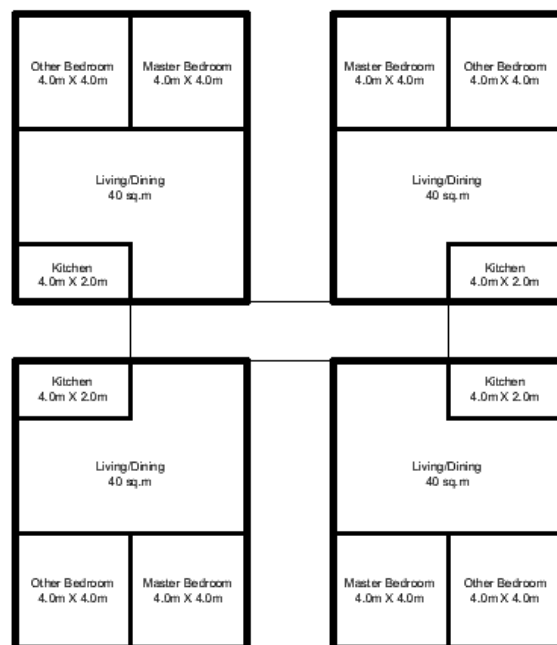 Other Bedroom
4.0m X 4.0m
Master Bedroom
4.0m X 4.0m
Master Bedroom
4.0m X 4.0m
Other Bedroom
4.0m X 4.0m
Living/Dining
40 sq.m
Living/Dining
40 sq.m
Kitchen
4.0m X 2.0m
Kitchen
4.0m X 2.0m
Kitchen
4.0m X 2.0m
Kitchen
4.0m X 2.0m
Living/Dining
40 sq.m
Living/Dining
40 sq.m
Other Bedroom
4.0m X 4.0m
Master Bedroom
4.0m X 4.0m
Master Bedroom
4.0m X 4.0m
Other Bedroom
4.0m X 4.0m